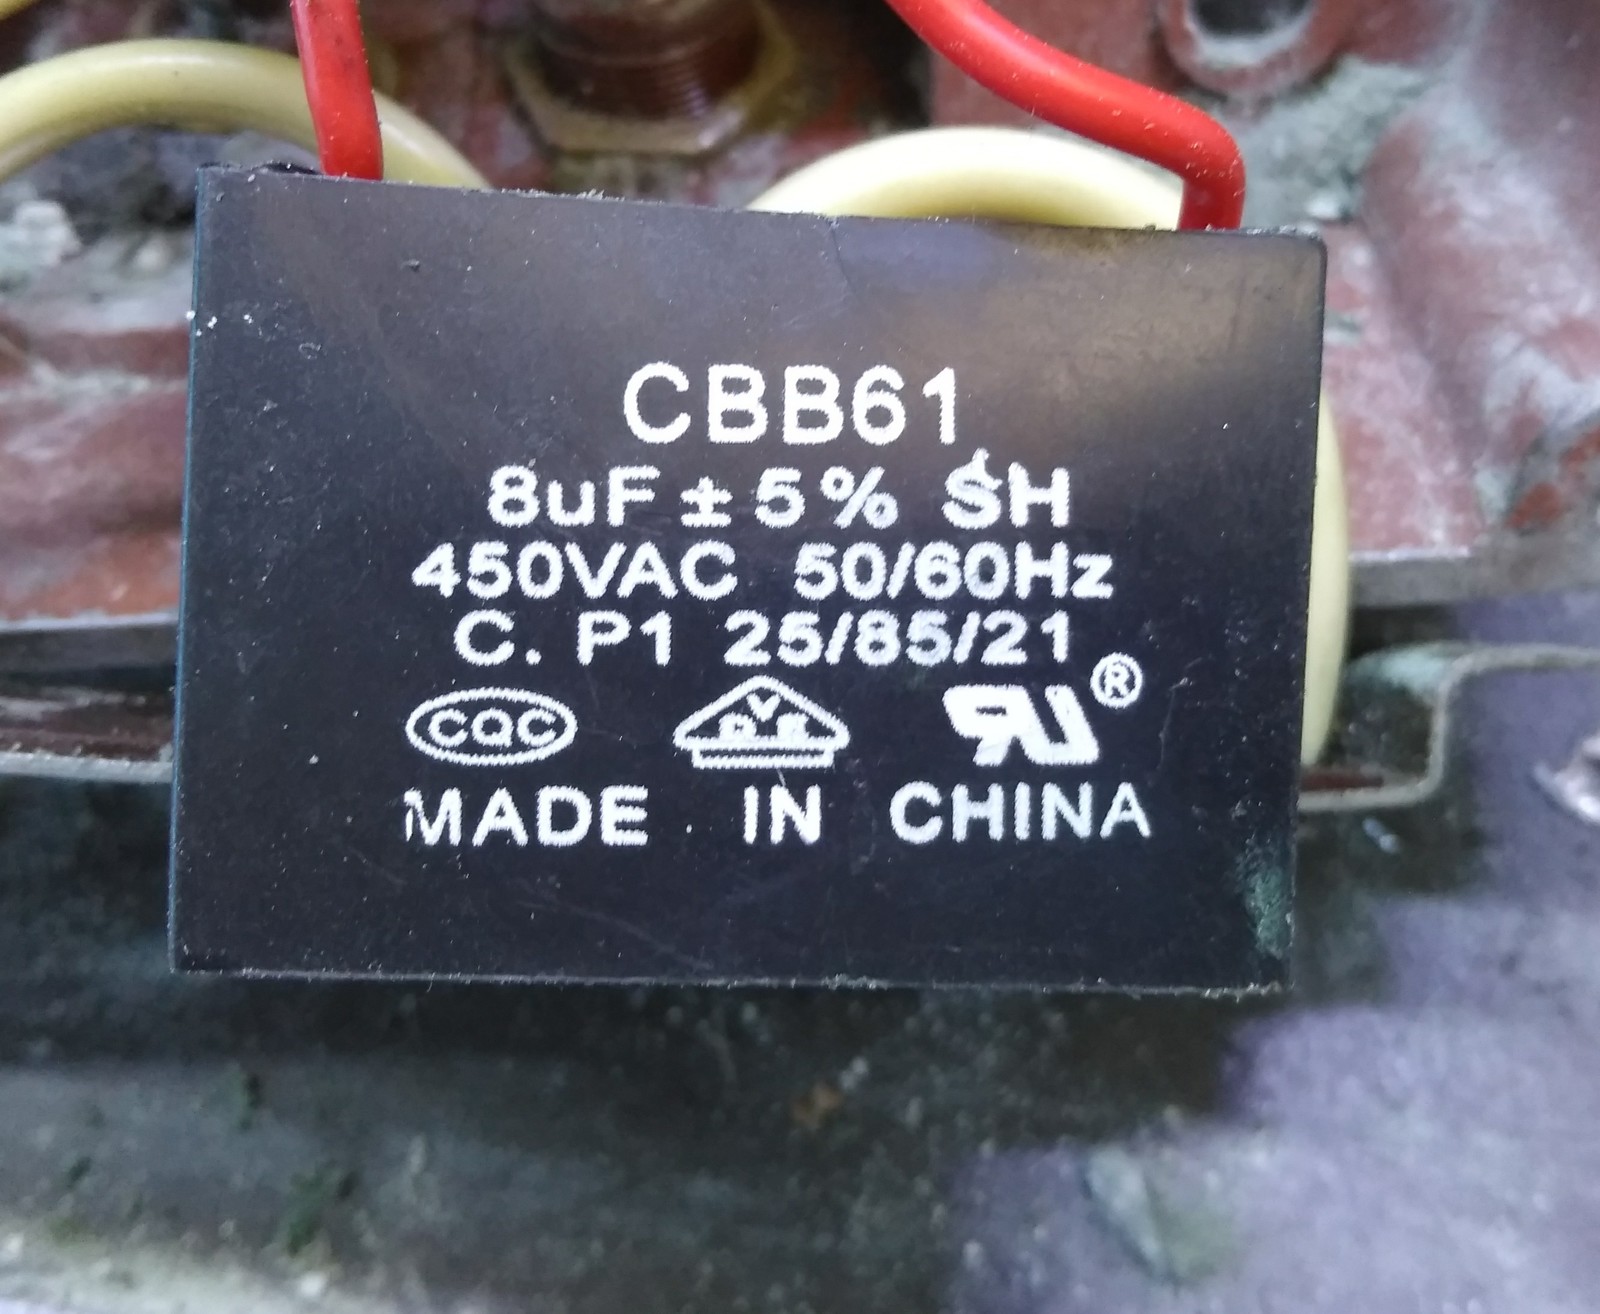 CBB61
8uF ± 5% SH
450VAC 50/60Hz
C. P1 25/85/21
CQC ®
MADE IN CHINA